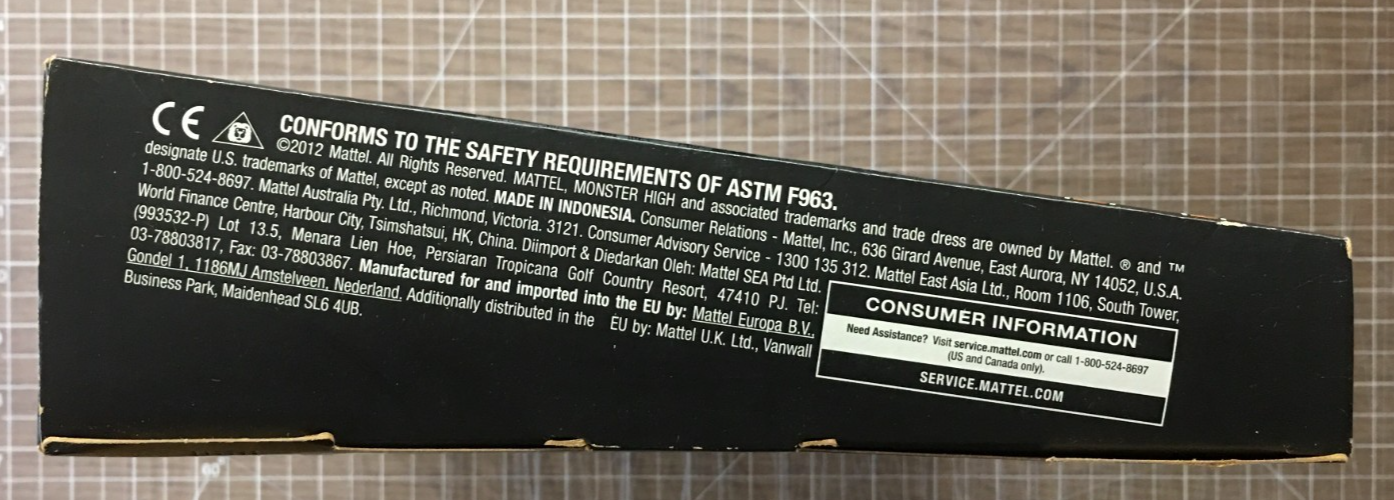 CE
CONFORMS TO THE SAFETY REQUIREMENTS OF ASTM F963.
©2012 Mattel. All Rights Reserved. MATTEL, MONSTER HIGH and associated trademarks and trade dress are owned by Mattel. ® and ™
designate U.S. trademarks of Mattel, except as noted. MADE IN INDONESIA. Consumer Relations - Mattel, Inc., 636 Girard Avenue, East Aurora, NY 14052, U.S.A.
1-800-524-8697. Mattel Australia Pty. Ltd., Richmond, Victoria. 3121. Consumer Advisory Service - 1300 135 312. Mattel East Asia Ltd., Room 1106, South Tower,
World Finance Centre, Harbour City, Tsimshatsui, HK, China. Diimport & Diedarkan Oleh: Mattel SEA Ptd Ltd.
(993532-P) Lot 13.5, Menara Lien Hoe, Persiaran Tropicana Golf Country Resort, 47410 PJ. Tel:
03-78803817, Fax: 03-78803867. Manufactured for and imported into the EU by: Mattel Europa B.V.,
Gondel 1, 1186MJ Amstelveen, Nederland. Additionally distributed in the EU by: Mattel U.K. Ltd., Vanwall
Business Park, Maidenhead SL6 4UB.
CONSUMER INFORMATION
Need Assistance? Visit service.mattel.com or call 1-800-524-8697
(US and Canada only).
SERVICE.MATTEL.COM
60°